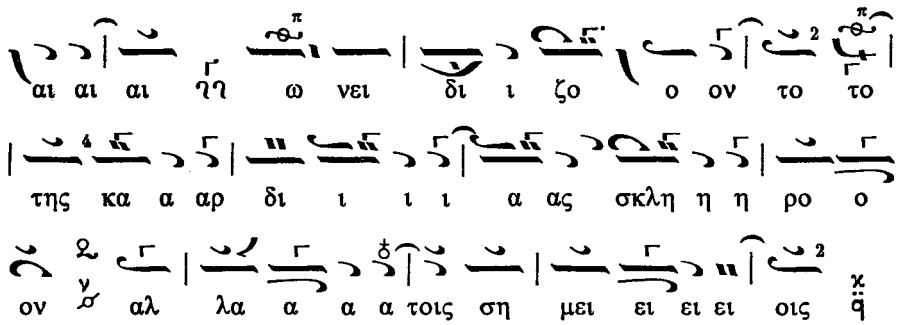 αι αι αι ω νει δι ι ζο ο ον το το
της κα α αρ δι ι ι ι α ας σκλη η η ρο ο
ον αλ λα α α α τοις ση μει ει ει ει οις